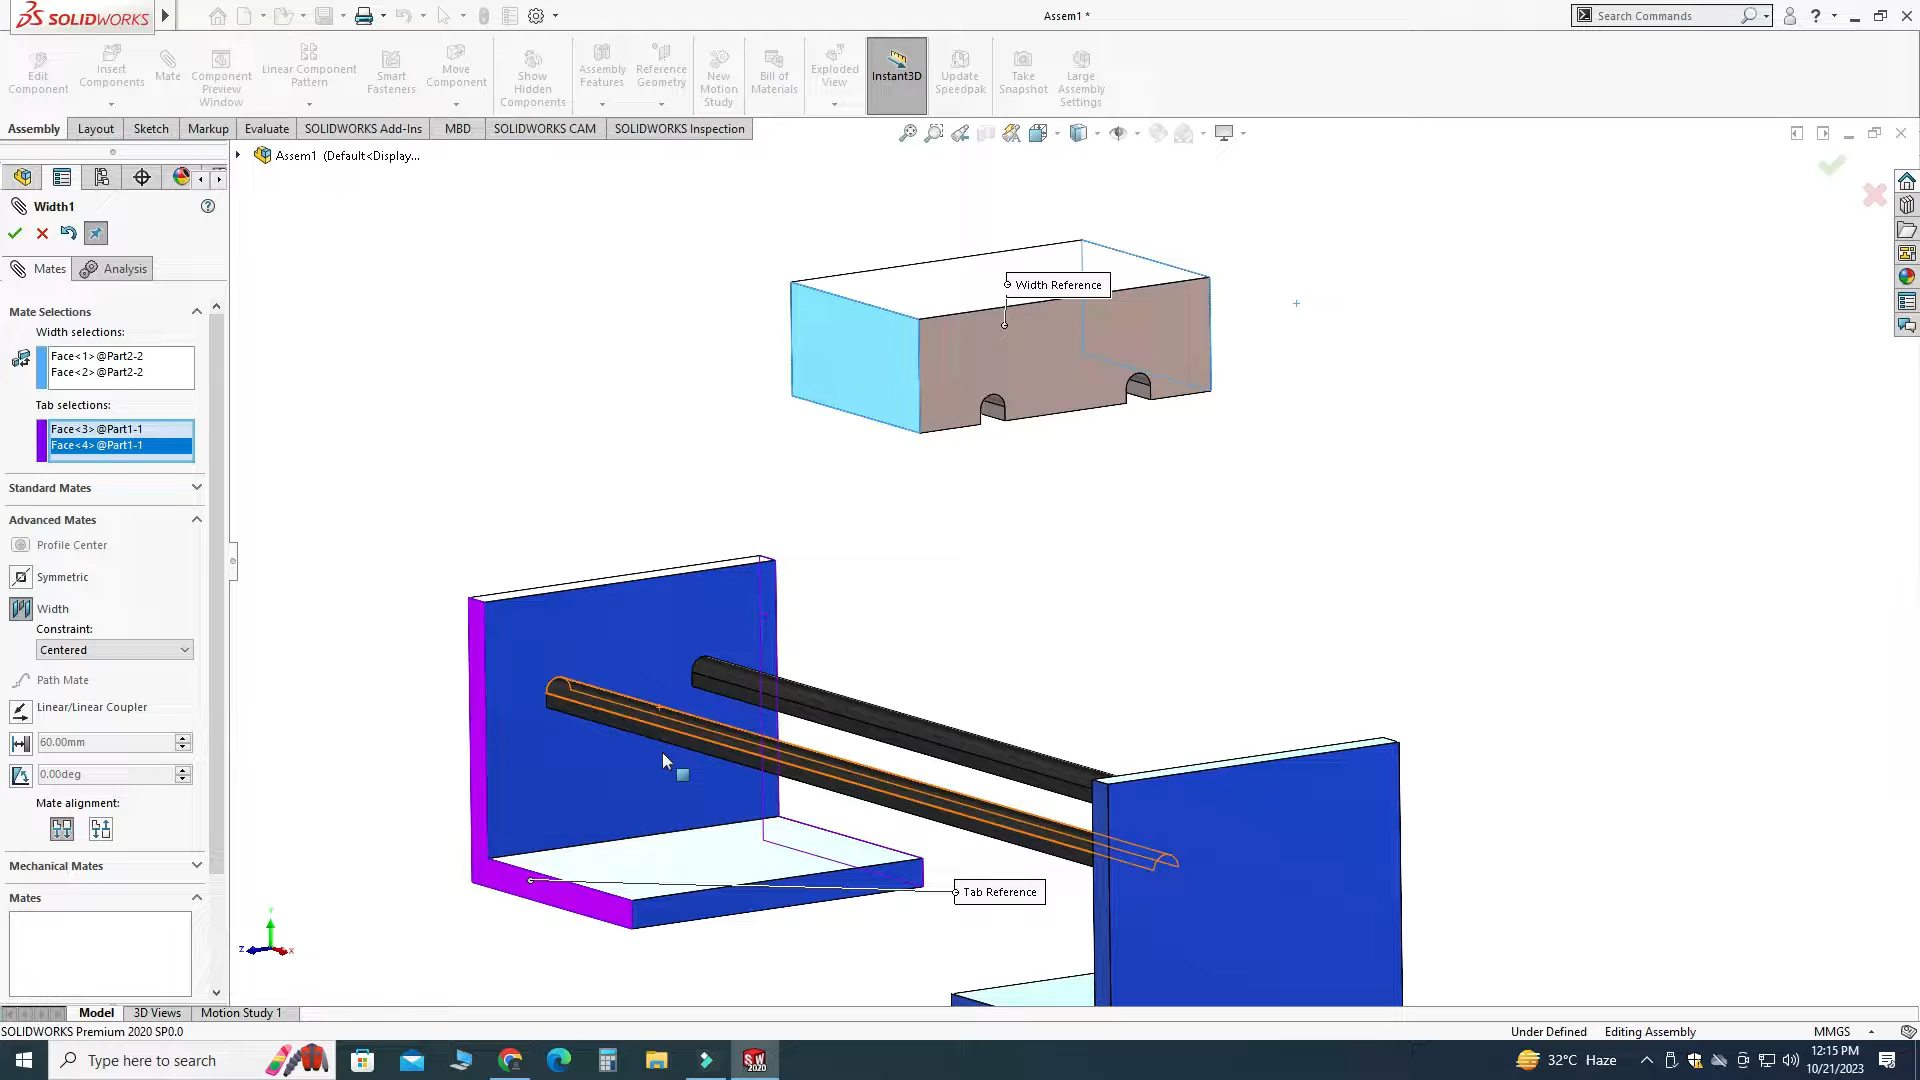 SOLIDWORKS
Assem1 *
Search Commands
Edit Component
Insert Components
Mate
Component Preview Window
Linear Component Pattern
Smart Fasteners
Move Component
Show Hidden Components
Assembly Features
Reference Geometry
New Motion Study
Bill of Materials
Exploded View
Instant3D
Update Speedpak
Take Snapshot
Large Assembly Settings
Assembly
Layout
Sketch
Markup
Evaluate
SOLIDWORKS Add-Ins
MBD
SOLIDWORKS CAM
SOLIDWORKS Inspection
Assem1 (Default<Display...
Width1
Mates
Analysis
Mate Selections
Width selections:
Face<1>@Part2-2
Face<2>@Part2-2
Tab selections:
Face<3>@Part1-1
Face<4>@Part1-1
Standard Mates
Advanced Mates
Profile Center
Symmetric
Width
Constraint:
Centered
Path Mate
Linear/Linear Coupler
60.00mm
0.00deg
Mate alignment:
Mechanical Mates
Mates
Width Reference
Tab Reference
Y
Z
X
Model
3D Views
Motion Study 1
SOLIDWORKS Premium 2020 SP0.0
Under Defined
Editing Assembly
MMGS
Type here to search
SW
2020
32°C Haze
12:15 PM
10/21/2023